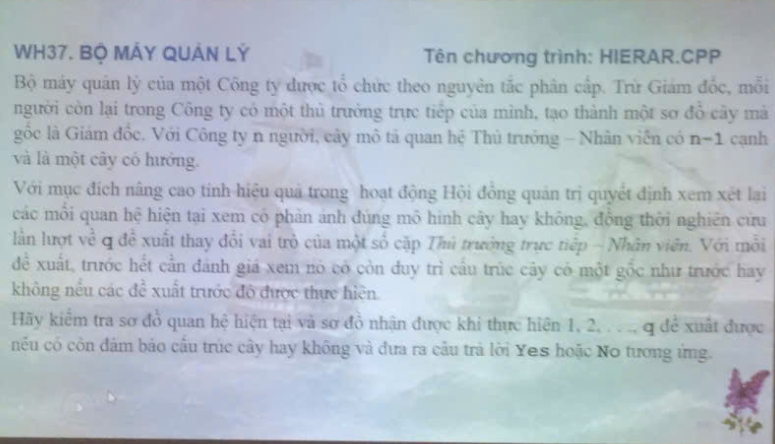 WH37. BỘ MÁY QUẢN LÝ Tên chương trình: HIERAR.CPP
Bộ máy quản lý của một Công ty được tổ chức theo nguyên tắc phân cấp. Trừ Giám đốc, mỗi
người còn lại trong Công ty có một thủ trưởng trực tiếp của mình, tạo thành một sơ đồ cây mà
gốc là Giám đốc. Với Công ty n người, cây mô tả quan hệ Thủ trưởng – Nhân viên có n-1 cạnh
và là một cây có hướng.
Với mục đích nâng cao tính hiệu quả trong hoạt động Hội đồng quản trị quyết định xem xét lại
các mối quan hệ hiện tại xem có phản ánh đúng mô hình cây hay không, đồng thời nghiên cứu
lần lượt về q đề xuất thay đổi vai trò của một số cặp Thủ trưởng trực tiếp – Nhân viên. Với mỗi
đề xuất, trước hết cần đánh giá xem nó có còn duy trì cấu trúc cây có một gốc như trước hay
không nếu các đề xuất trước đó được thực hiện.
Hãy kiểm tra sơ đồ quan hệ hiện tại và sơ đồ nhận được khi thực hiện 1, 2, . . ., q đề xuất được
nêu có còn đảm bảo cấu trúc cây hay không và đưa ra câu trả lời Yes hoặc No tương ứng.